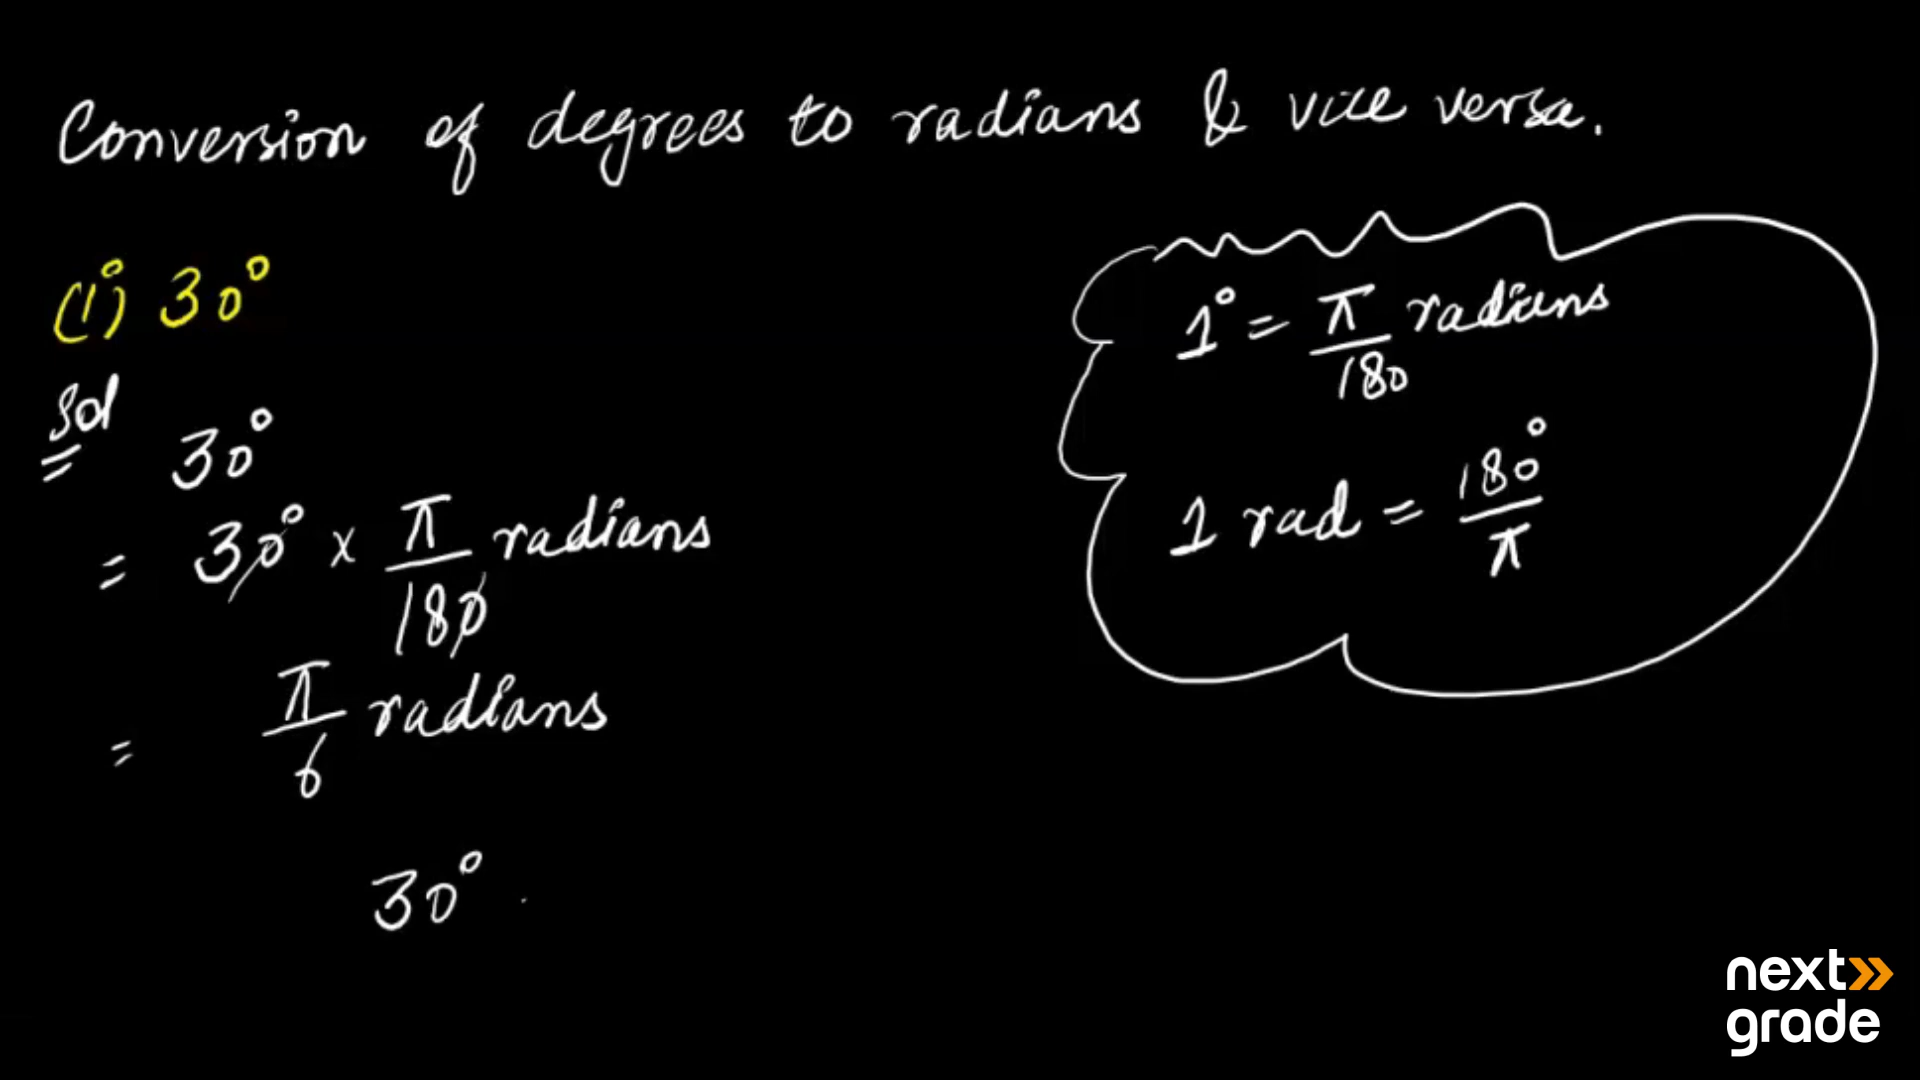 Conversion of degrees to radians & vice versa.
(i) 30°
Sol
30°
= 30° × π/180 radians
= π/6 radians
30°
1° = π/180 radians
1 rad = 180°/π
next
grade